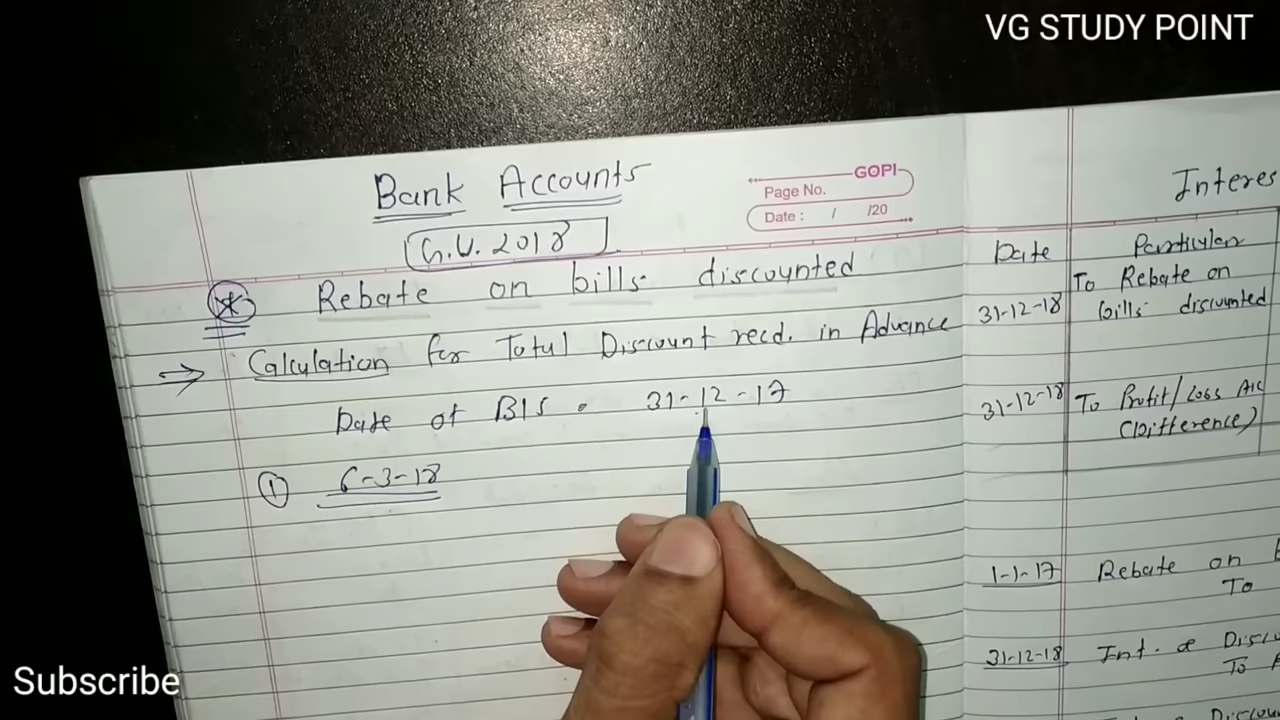 VG STUDY POINT
Bank Accounts
GOPI
Page No.
Date : / /20
G.U. 2018
Rebate on bills discounted
Calculation for Total Discount recd. in Advance
Date of B/S. 31-12-17
① 6-3-18
Interes
Date Particular
31-12-18 To Rebate on
bills discounted
31-12-18 To Profit/Loss A/c
(Difference)
1-1-17 Rebate on
To
31-12-18 Int. & Discou
To
Subscribe